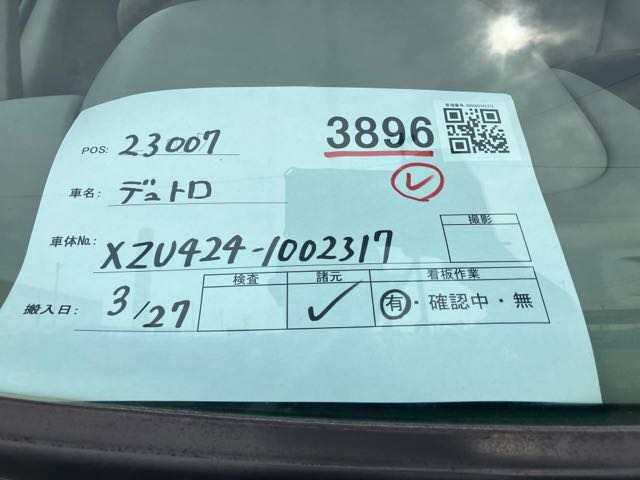 3896
POS: 23007
車名: デュトロ
車体No.: XZU424-1002317
撮影
搬入日: 3/27
検査 諸元 看板作業
有・確認中・無